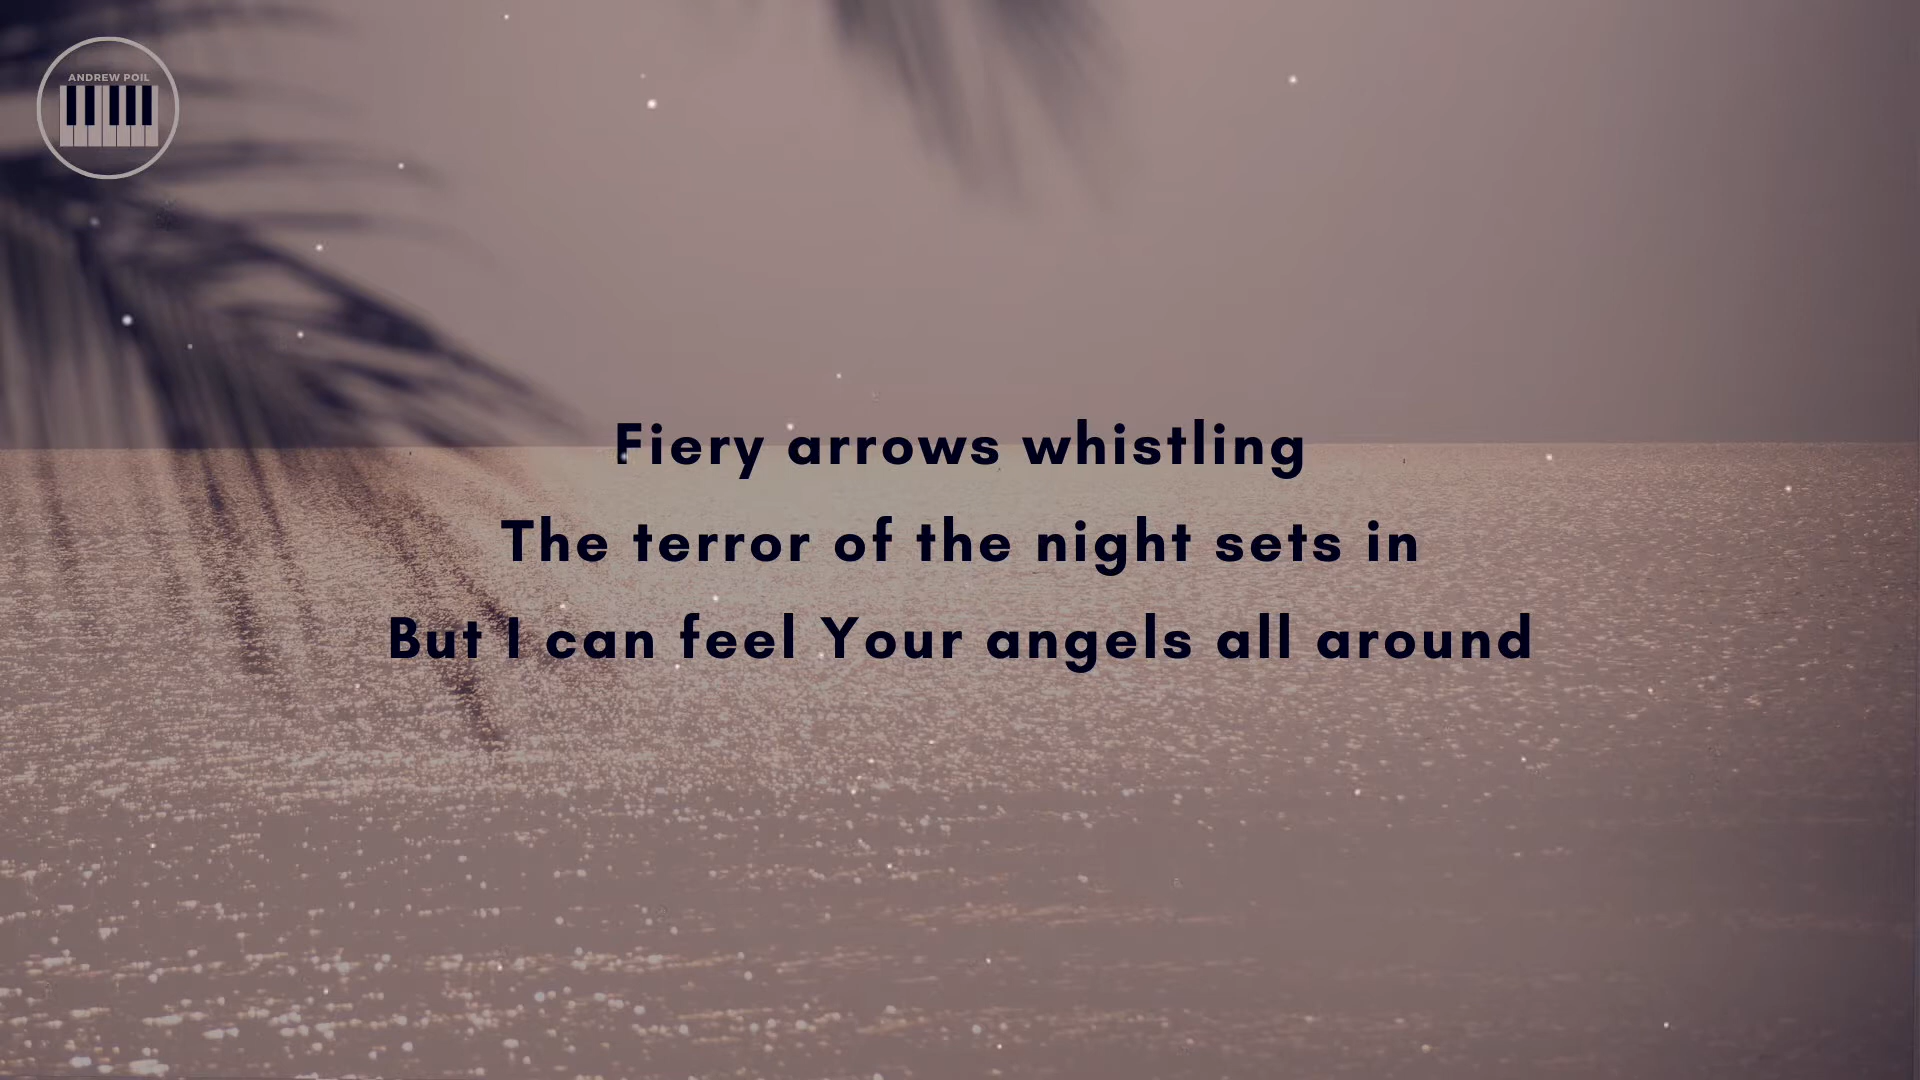 ANDREW POIL
Fiery arrows whistling
The terror of the night sets in
But I can feel Your angels all around